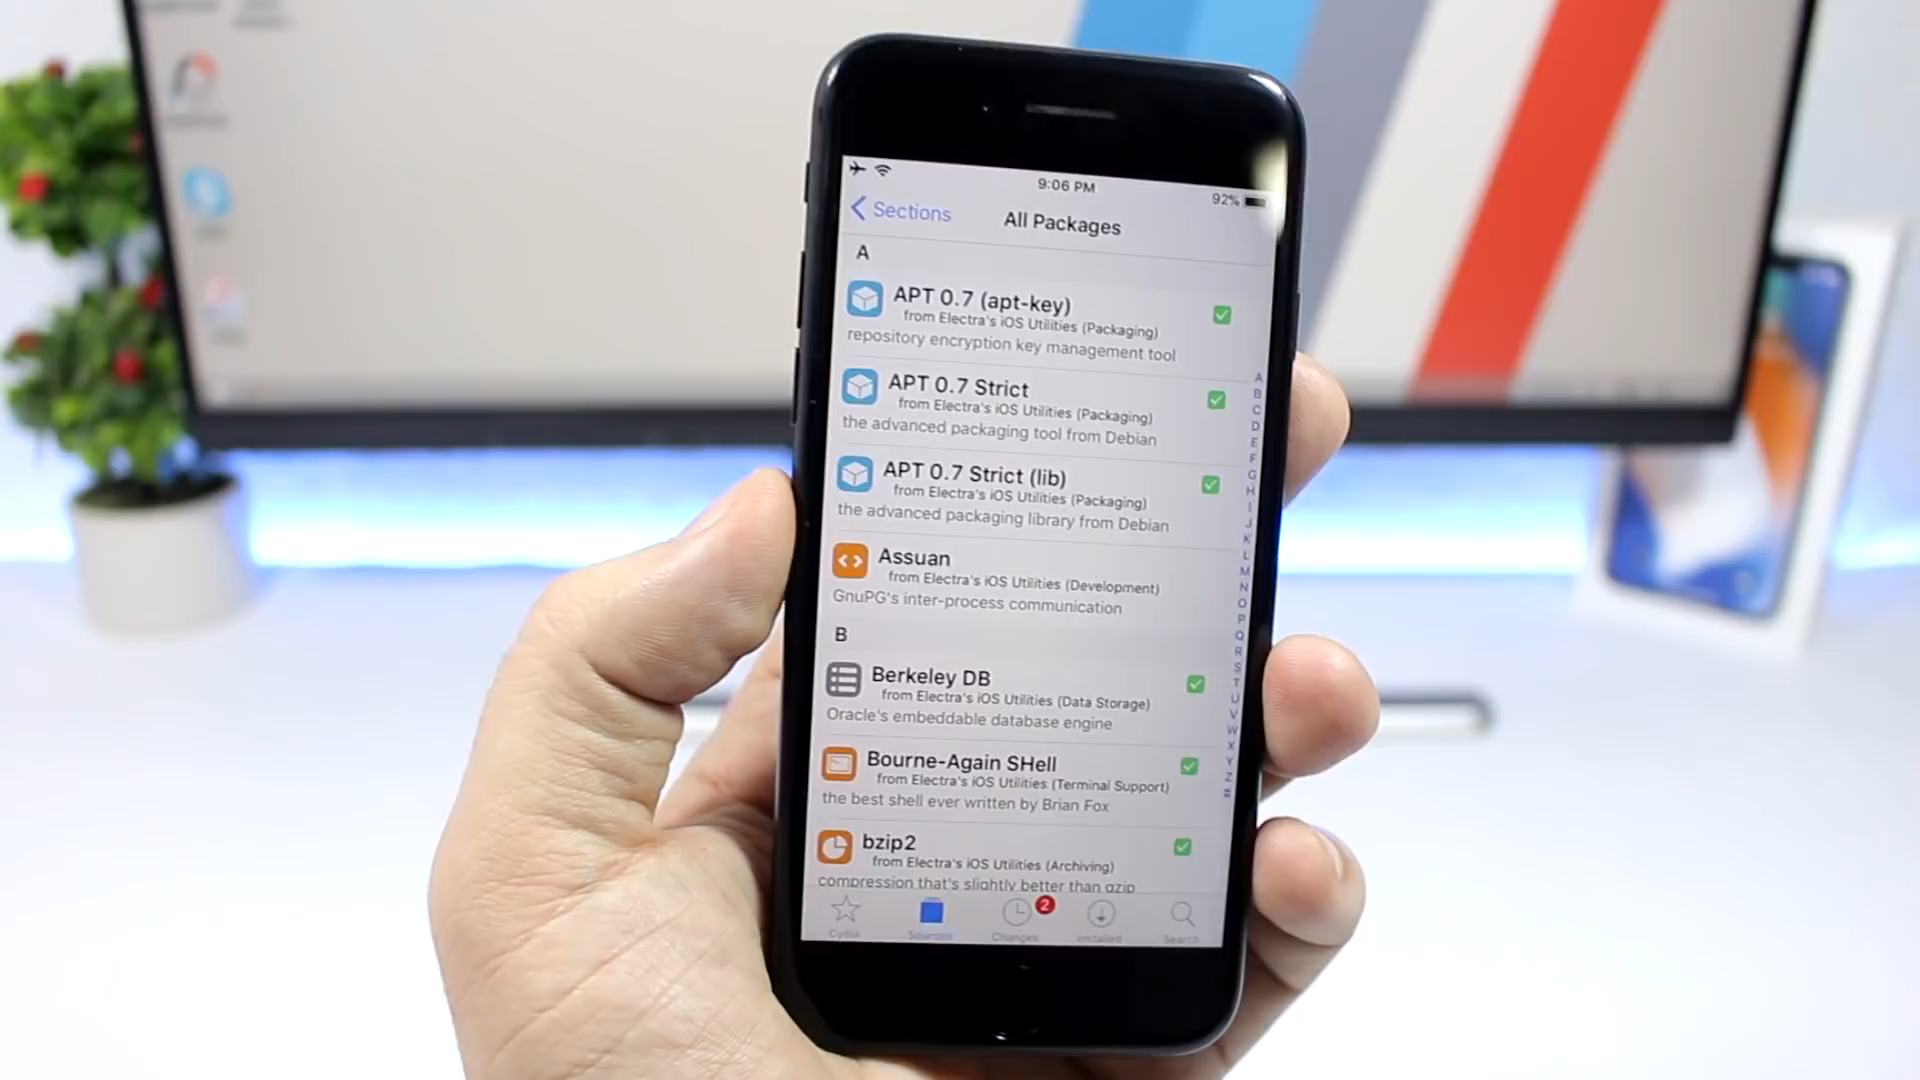 9:06 PM
92%
Sections
All Packages
A
APT 0.7 (apt-key)
from Electra's iOS Utilities (Packaging)
repository encryption key management tool
APT 0.7 Strict
from Electra's iOS Utilities (Packaging)
the advanced packaging tool from Debian
APT 0.7 Strict (lib)
from Electra's iOS Utilities (Packaging)
the advanced packaging library from Debian
Assuan
from Electra's iOS Utilities (Development)
GnuPG's inter-process communication
B
Berkeley DB
from Electra's iOS Utilities (Data Storage)
Oracle's embeddable database engine
Bourne-Again SHell
from Electra's iOS Utilities (Terminal Support)
the best shell ever written by Brian Fox
bzip2
from Electra's iOS Utilities (Archiving)
compression that's slightly better than gzip
A
B
C
D
E
F
G
H
I
J
K
L
M
N
O
P
Q
R
S
T
U
V
W
X
Y
Z
#
2
Cydia
Sources
Changes
Installed
Search